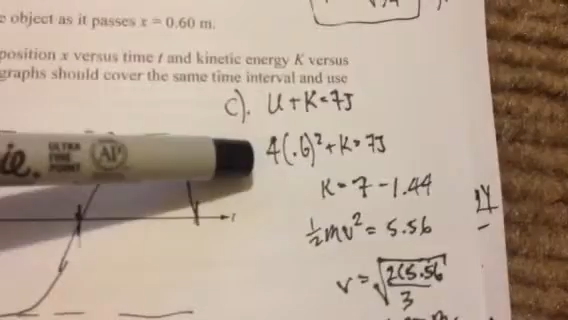 e object as it passes x = 0.60 m.
position x versus time t and kinetic energy K versus
graphs should cover the same time interval and use
c). U+K=7J
4(.6)²+K=7J
K=7-1.44
½mv²=5.56
v=√2(5.56
3
ie.
ULTRA
FINE
POINT
AP
t